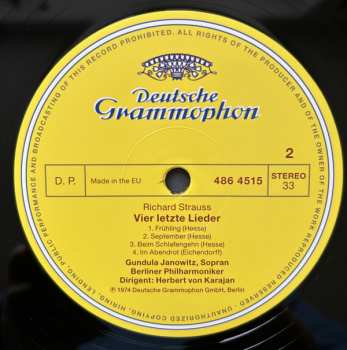 ALL RIGHTS OF THE PRODUCER AND OF THE OWNER OF THE WORK REPRODUCED RESERVED · UNAUTHORIZED COPYING, HIRING, LENDING, PUBLIC PERFORMANCE AND BROADCASTING OF THIS RECORD PROHIBITED.
Deutsche
Grammophon
2
D. P.
Made in the EU
486 4515
STEREO
33
Richard Strauss
Vier letzte Lieder
1. Frühling (Hesse)
2. September (Hesse)
3. Beim Schlafengehn (Hesse)
4. Im Abendrot (Eichendorff)
Gundula Janowitz, Sopran
Berliner Philharmoniker
Dirigent: Herbert von Karajan
℗ 1974 Deutsche Grammophon GmbH, Berlin